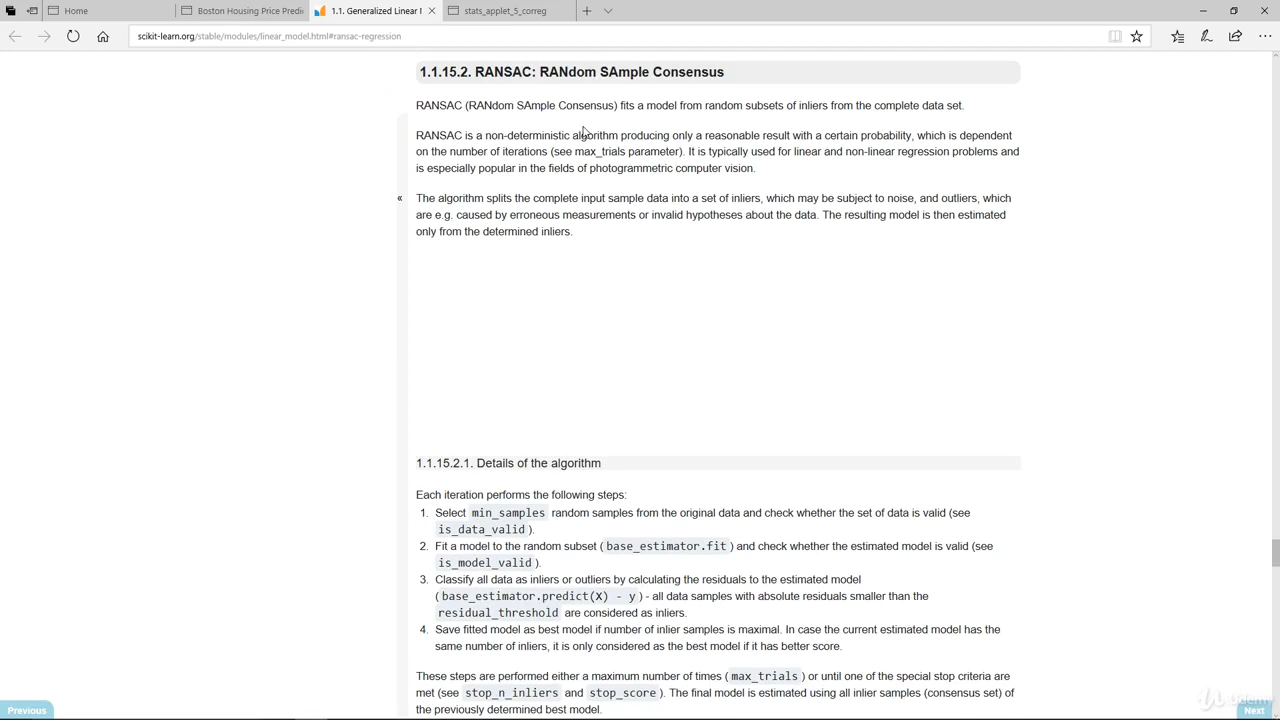 Home
Boston Housing Price Predi
1.1. Generalized Linear
stats_applet_5_correg
scikit-learn.org/stable/modules/linear_model.html#ransac-regression
1.1.15.2. RANSAC: RANdom SAmple Consensus
RANSAC (RANdom SAmple Consensus) fits a model from random subsets of inliers from the complete data set.
RANSAC is a non-deterministic algorithm producing only a reasonable result with a certain probability, which is dependent
on the number of iterations (see max_trials parameter). It is typically used for linear and non-linear regression problems and
is especially popular in the fields of photogrammetric computer vision.
«
The algorithm splits the complete input sample data into a set of inliers, which may be subject to noise, and outliers, which
are e.g. caused by erroneous measurements or invalid hypotheses about the data. The resulting model is then estimated
only from the determined inliers.
1.1.15.2.1. Details of the algorithm
Each iteration performs the following steps:
1. Select min_samples random samples from the original data and check whether the set of data is valid (see
is_data_valid ).
2. Fit a model to the random subset ( base_estimator.fit ) and check whether the estimated model is valid (see
is_model_valid ).
3. Classify all data as inliers or outliers by calculating the residuals to the estimated model
( base_estimator.predict(X) - y ) - all data samples with absolute residuals smaller than the
residual_threshold are considered as inliers.
4. Save fitted model as best model if number of inlier samples is maximal. In case the current estimated model has the
same number of inliers, it is only considered as the best model if it has better score.
These steps are performed either a maximum number of times ( max_trials ) or until one of the special stop criteria are
met (see stop_n_inliers and stop_score ). The final model is estimated using all inlier samples (consensus set) of
the previously determined best model.
Previous
Udemy
Next